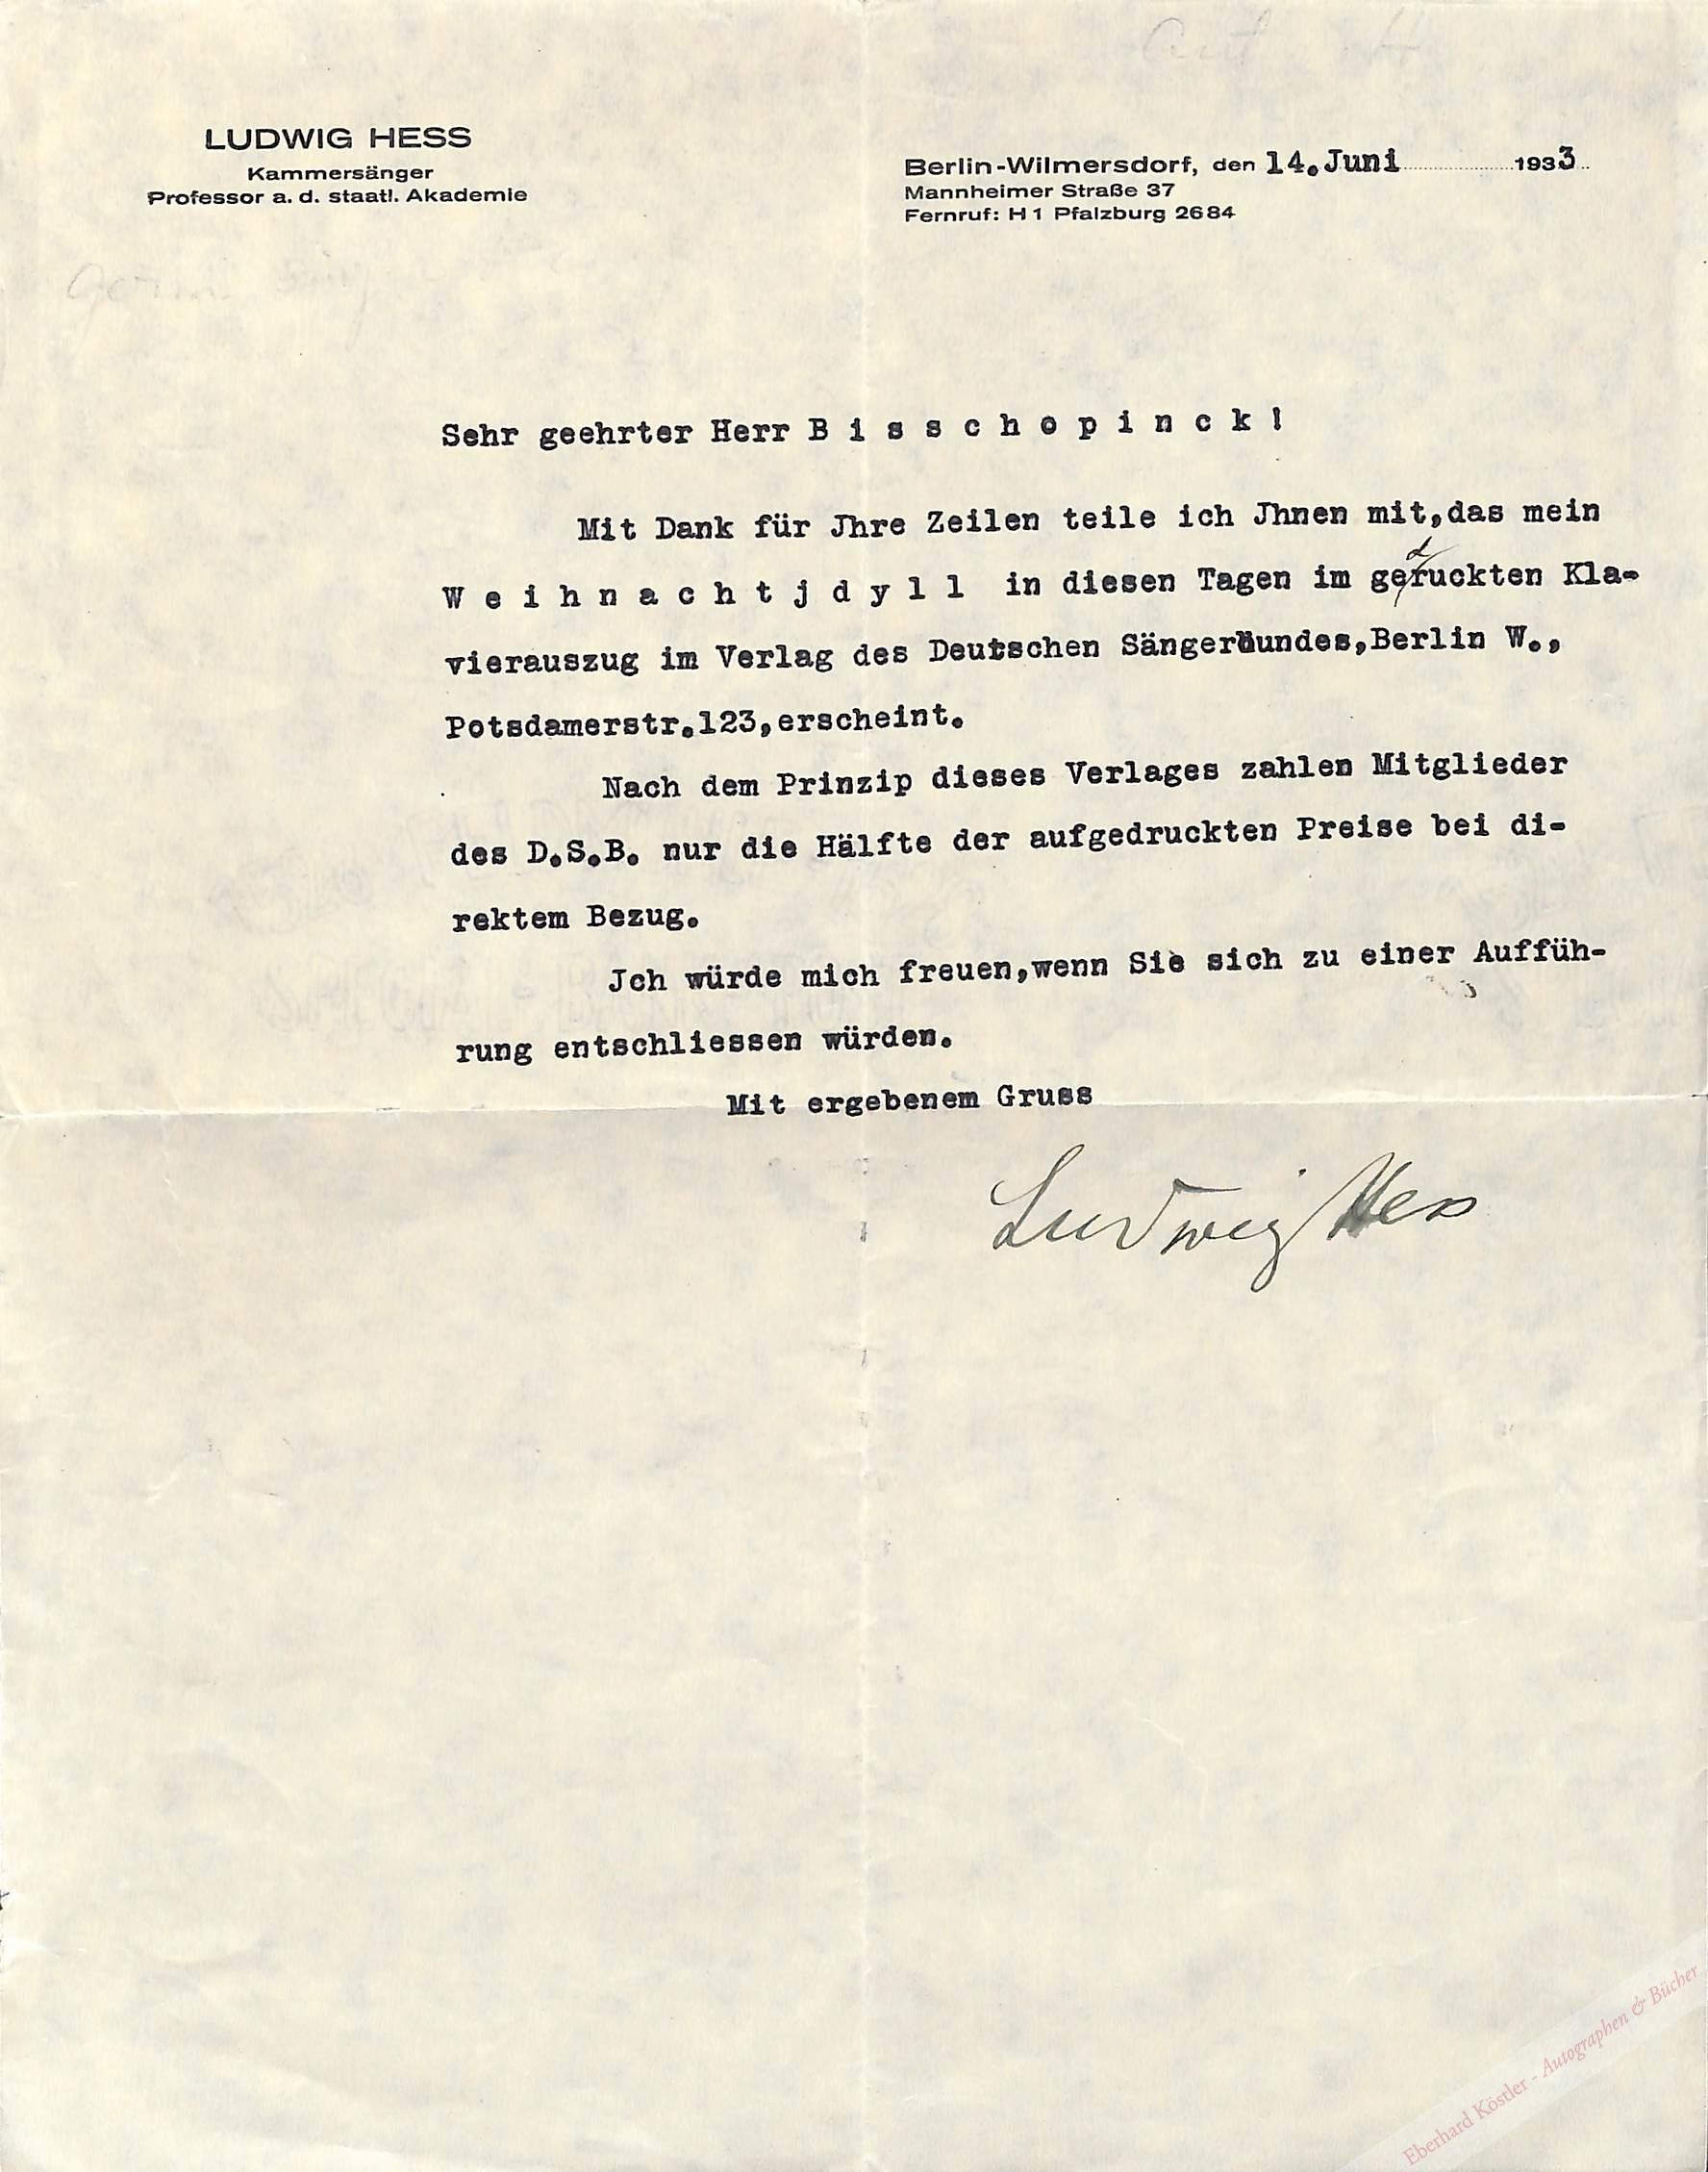 LUDWIG HESS
Kammersänger
Professor a. d. staatl. Akademie
Berlin-Wilmersdorf, den 14.Juni 1933
Mannheimer Straße 37
Fernruf: H 1 Pfalzburg 2684
Sehr geehrter Herr B i s s c h o p i n c k !
Mit Dank für Jhre Zeilen teile ich Jhnen mit,das mein
W e i h n a c h t j d y l l in diesen Tagen im gedruckten Kla-
vierauszug im Verlag des Deutschen Sängerbundes,Berlin W.,
Potsdamerstr.123,erscheint.
Nach dem Prinzip dieses Verlages zahlen Mitglieder
des D.S.B. nur die Hälfte der aufgedruckten Preise bei di-
rektem Bezug.
Jch würde mich freuen,wenn Sie sich zu einer Auffüh-
rung entschliessen würden.
Mit ergebenem Gruss
Ludwig Hess
Eberhard Köstler - Autographen & Bücher